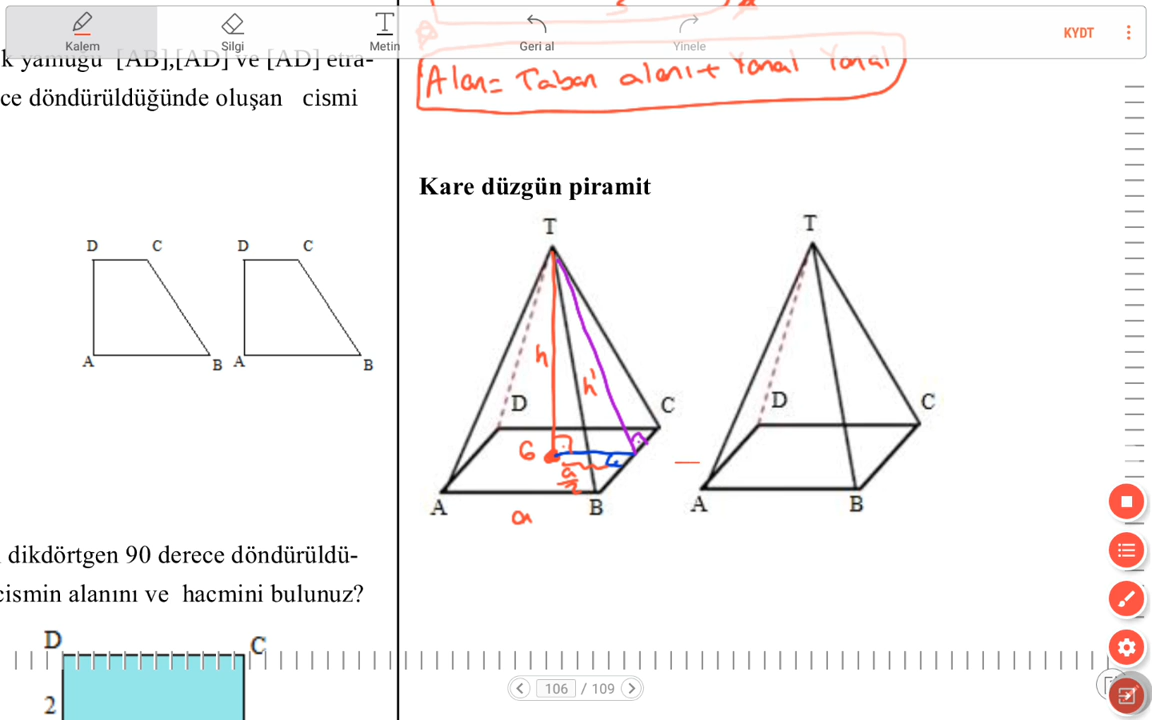 Kalem
Silgi
Metin
Geri al
Yinele
KYDT
k yamuğu [AB],[AD] ve [AD] etra-
ce döndürüldüğünde oluşan cismi
D C D C
A B A B
dikdörtgen 90 derece döndürüldü-
cismin alanını ve hacmini bulunuz?
D C
2
Alan= Taban alanı+ Yanal Yanal
Kare düzgün piramit
T
h
h'
D C
G
a/2
A B
a
T
D C
A B
106 / 109